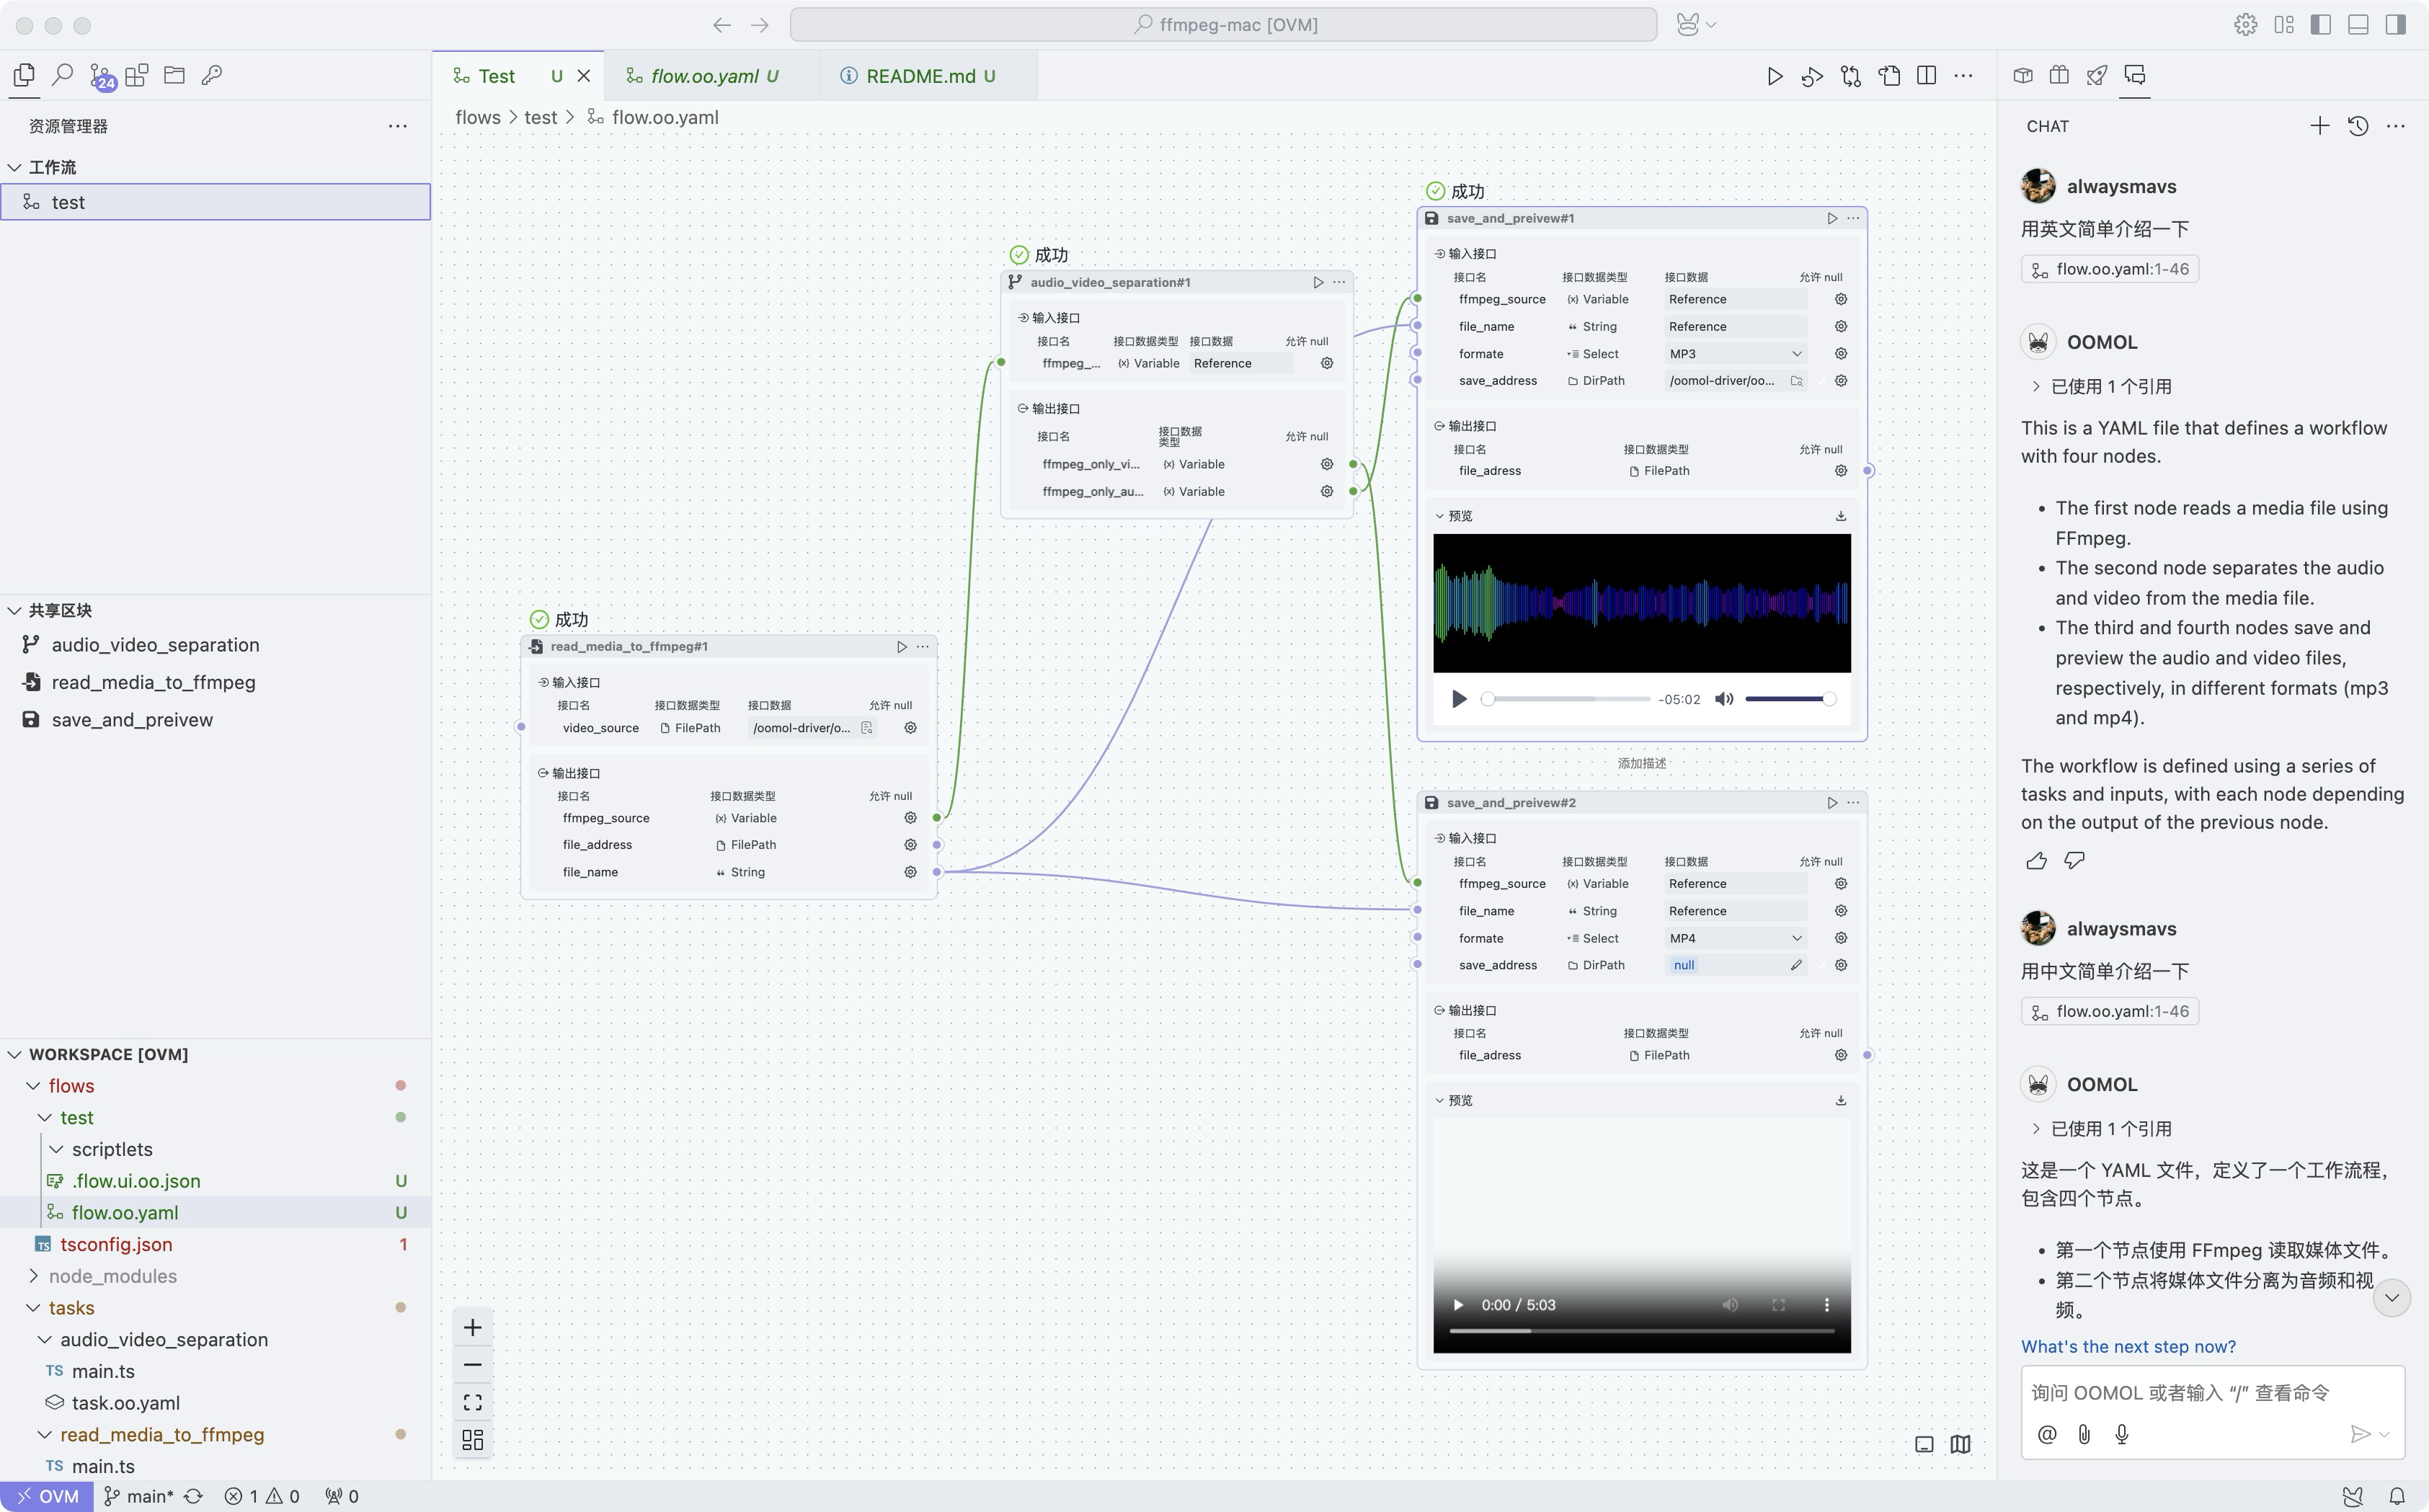 ffmpeg-mac [OVM]
24
资源管理器
工作流
test
共享区块
audio_video_separation
read_media_to_ffmpeg
save_and_preivew
WORKSPACE [OVM]
flows
test
scriptlets
.flow.ui.oo.json U
flow.oo.yaml U
TS tsconfig.json 1
node_modules
tasks
audio_video_separation
TS main.ts
task.oo.yaml
read_media_to_ffmpeg
TS main.ts
Test U
flow.oo.yaml U
README.md U
flows > test > flow.oo.yaml
成功
read_media_to_ffmpeg#1
输入接口
接口名 接口数据类型 接口数据 允许 null
video_source FilePath /oomol-driver/o...
输出接口
接口名 接口数据类型 允许 null
ffmpeg_source {x} Variable
file_address FilePath
file_name “ String
成功
audio_video_separation#1
输入接口
接口名 接口数据类型 接口数据 允许 null
ffmpeg_... {x} Variable Reference
输出接口
接口名 接口数据类型 允许 null
ffmpeg_only_vi... {x} Variable
ffmpeg_only_au... {x} Variable
成功
save_and_preivew#1
输入接口
接口名 接口数据类型 接口数据 允许 null
ffmpeg_source {x} Variable Reference
file_name “ String Reference
formate Select MP3
save_address DirPath /oomol-driver/oo...
输出接口
接口名 接口数据类型 允许 null
file_adress FilePath
预览
-05:02
添加描述
save_and_preivew#2
输入接口
接口名 接口数据类型 接口数据 允许 null
ffmpeg_source {x} Variable Reference
file_name “ String Reference
formate Select MP4
save_address DirPath null
输出接口
接口名 接口数据类型 允许 null
file_adress FilePath
预览
0:00 / 5:03
CHAT
alwaysmavs
用英文简单介绍一下
flow.oo.yaml:1-46
OOMOL
> 已使用 1 个引用
This is a YAML file that defines a workflow
with four nodes.
• The first node reads a media file using
FFmpeg.
• The second node separates the audio
and video from the media file.
• The third and fourth nodes save and
preview the audio and video files,
respectively, in different formats (mp3
and mp4).
The workflow is defined using a series of
tasks and inputs, with each node depending
on the output of the previous node.
alwaysmavs
用中文简单介绍一下
flow.oo.yaml:1-46
OOMOL
> 已使用 1 个引用
这是一个 YAML 文件，定义了一个工作流程，
包含四个节点。
• 第一个节点使用 FFmpeg 读取媒体文件。
• 第二个节点将媒体文件分离为音频和视
频。
What's the next step now?
询问 OOMOL 或者输入 “/” 查看命令
@
OVM main* 1 0 0